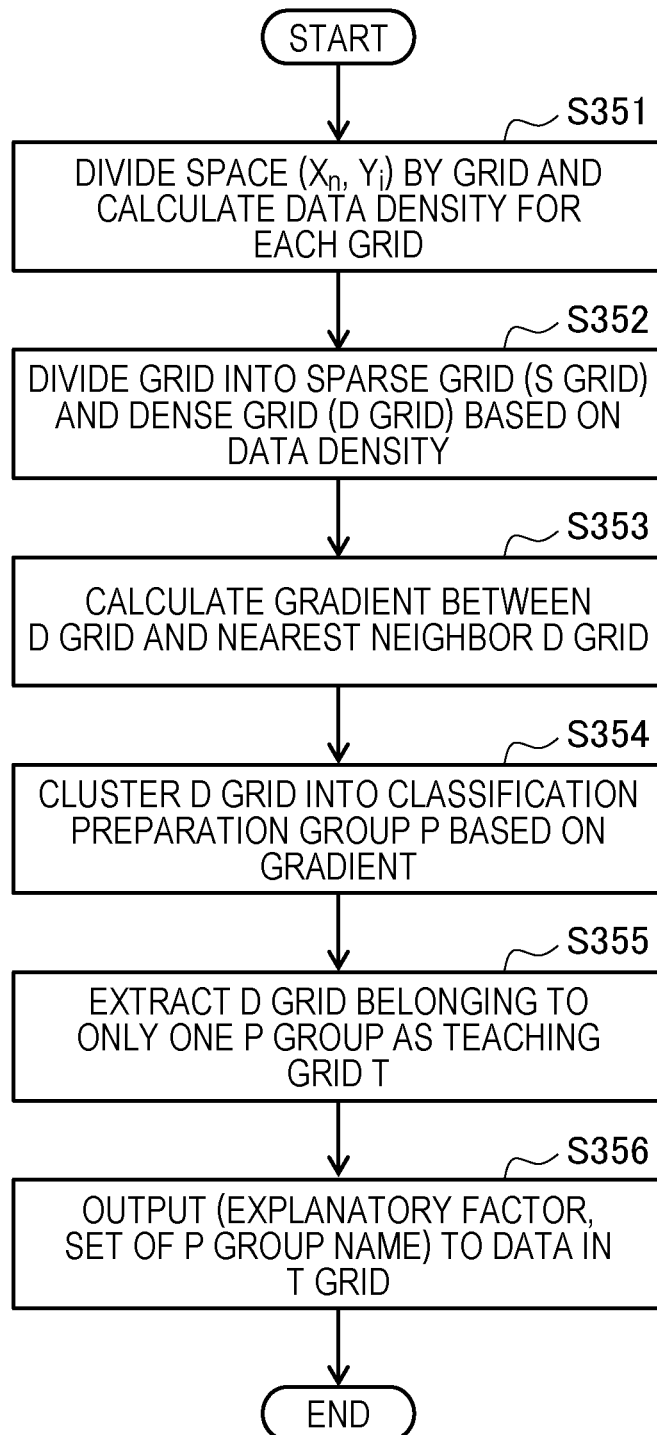 START
S351
DIVIDE SPACE (Xn, Yi) BY GRID AND
CALCULATE DATA DENSITY FOR
EACH GRID
S352
DIVIDE GRID INTO SPARSE GRID (S GRID)
AND DENSE GRID (D GRID) BASED ON
DATA DENSITY
S353
CALCULATE GRADIENT BETWEEN
D GRID AND NEAREST NEIGHBOR D GRID
S354
CLUSTER D GRID INTO CLASSIFICATION
PREPARATION GROUP P BASED ON
GRADIENT
S355
EXTRACT D GRID BELONGING TO
ONLY ONE P GROUP AS TEACHING
GRID T
S356
OUTPUT (EXPLANATORY FACTOR,
SET OF P GROUP NAME) TO DATA IN
T GRID
END